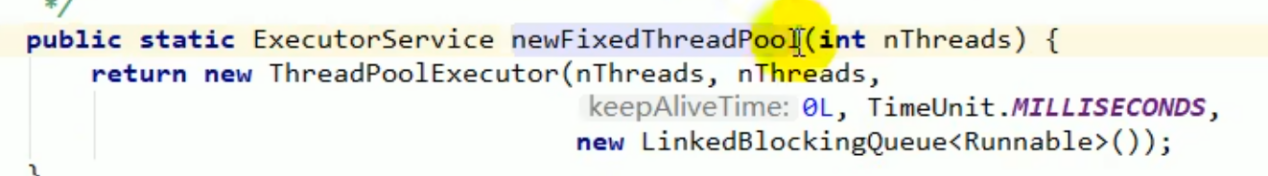 */
public static ExecutorService newFixedThreadPool(int nThreads) {
return new ThreadPoolExecutor(nThreads, nThreads,
keepAliveTime: 0L, TimeUnit.MILLISECONDS,
new LinkedBlockingQueue<Runnable>());
}